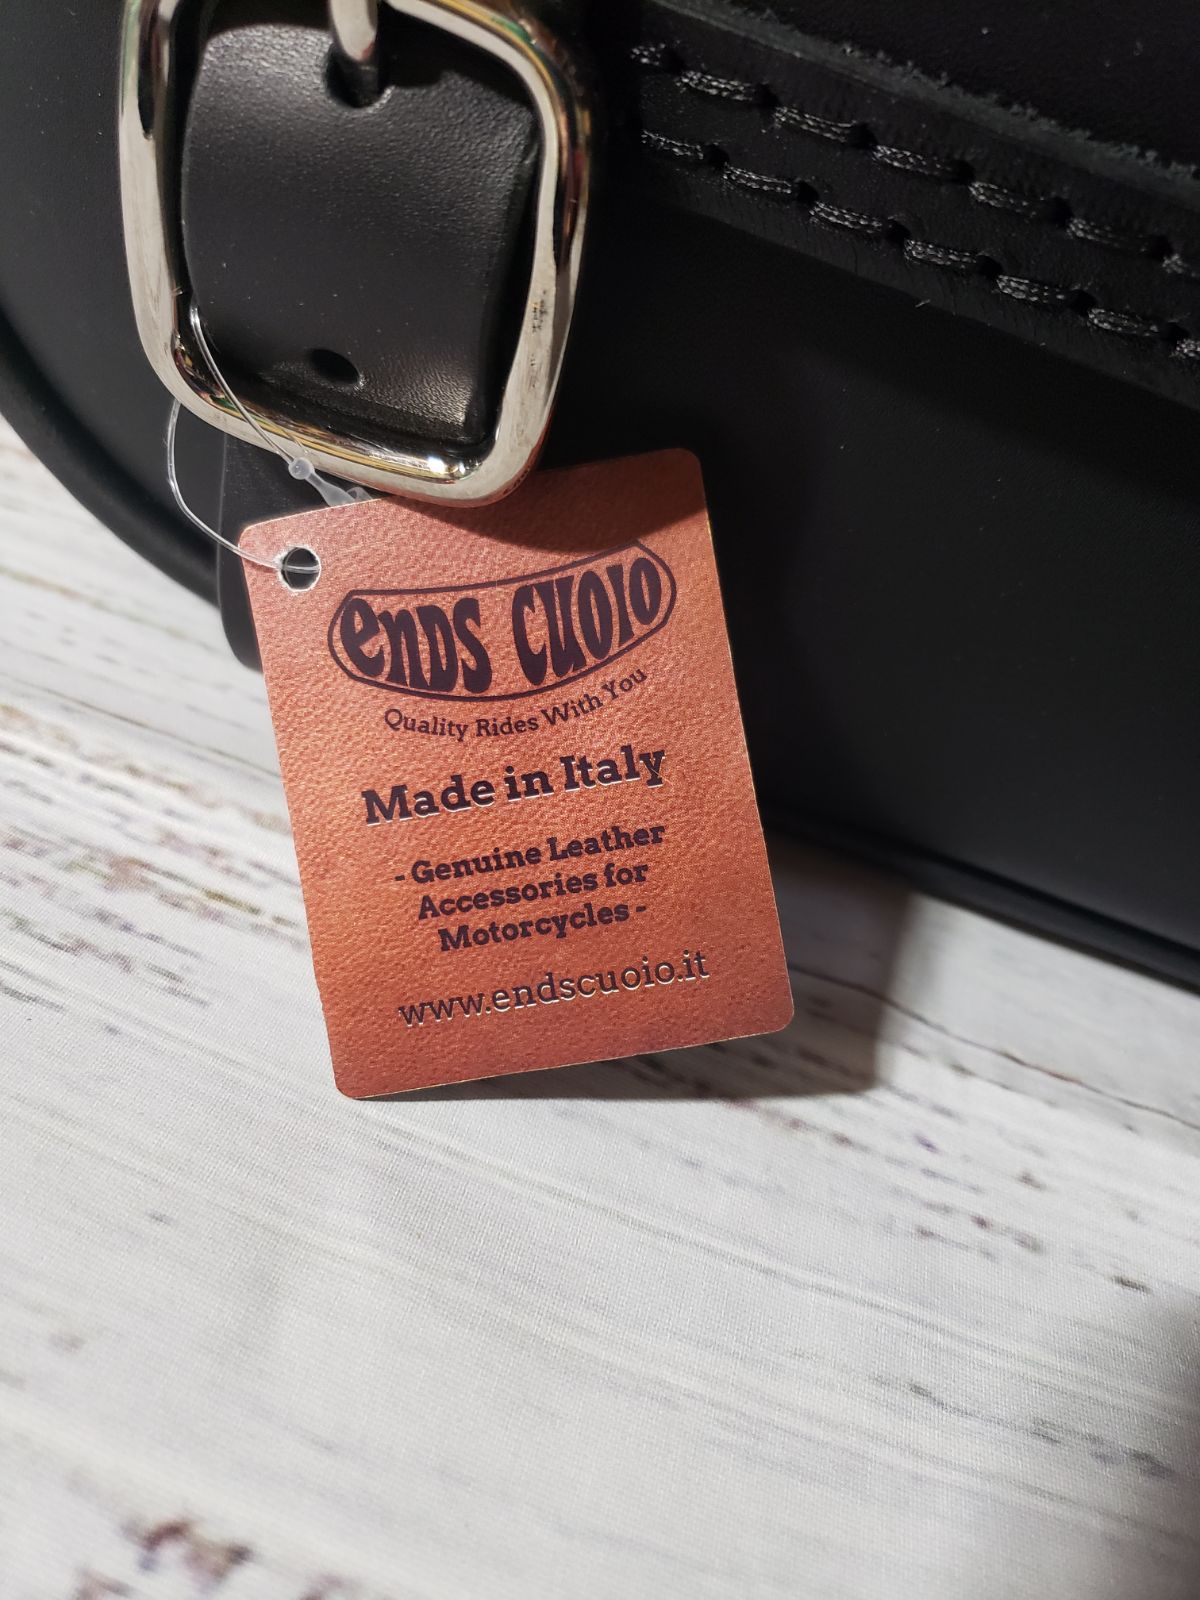 ENDS CUOIO
Quality Rides With You
Made in Italy
- Genuine Leather
Accessories for
Motorcycles -
www.endscuoio.it